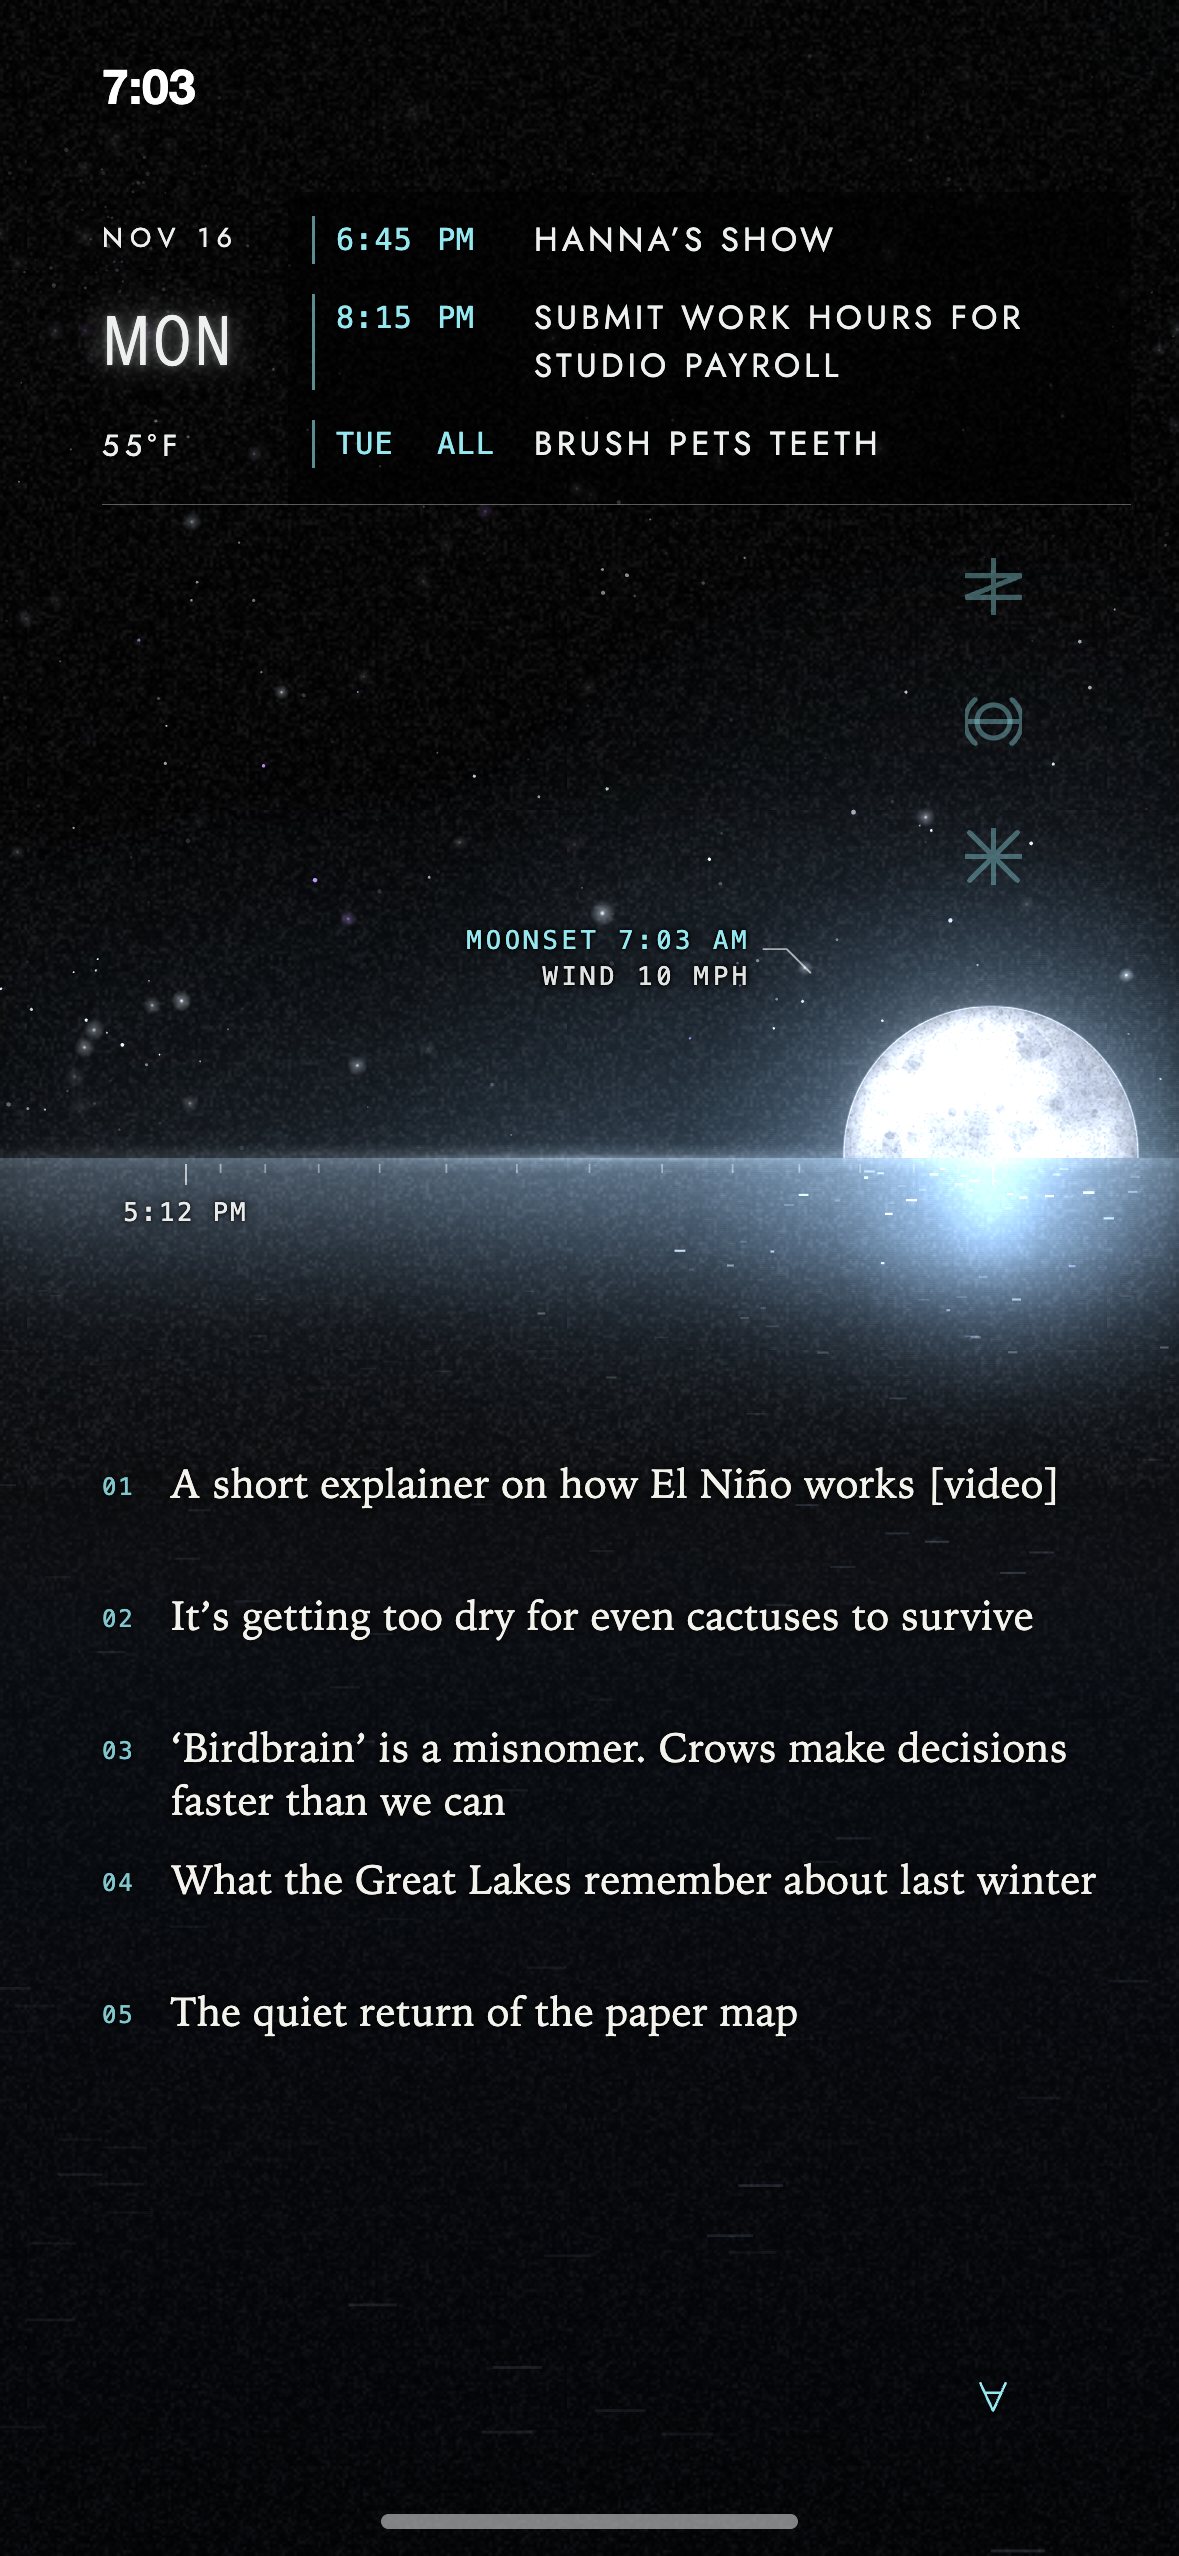 7:03
NOV 16
MON
55°F
6:45 PM HANNA’S SHOW
8:15 PM SUBMIT WORK HOURS FOR
STUDIO PAYROLL
TUE ALL BRUSH PETS TEETH
MOONSET 7:03 AM
WIND 10 MPH
5:12 PM
01 A short explainer on how El Niño works [video]
02 It’s getting too dry for even cactuses to survive
03 ‘Birdbrain’ is a misnomer. Crows make decisions
faster than we can
04 What the Great Lakes remember about last winter
05 The quiet return of the paper map